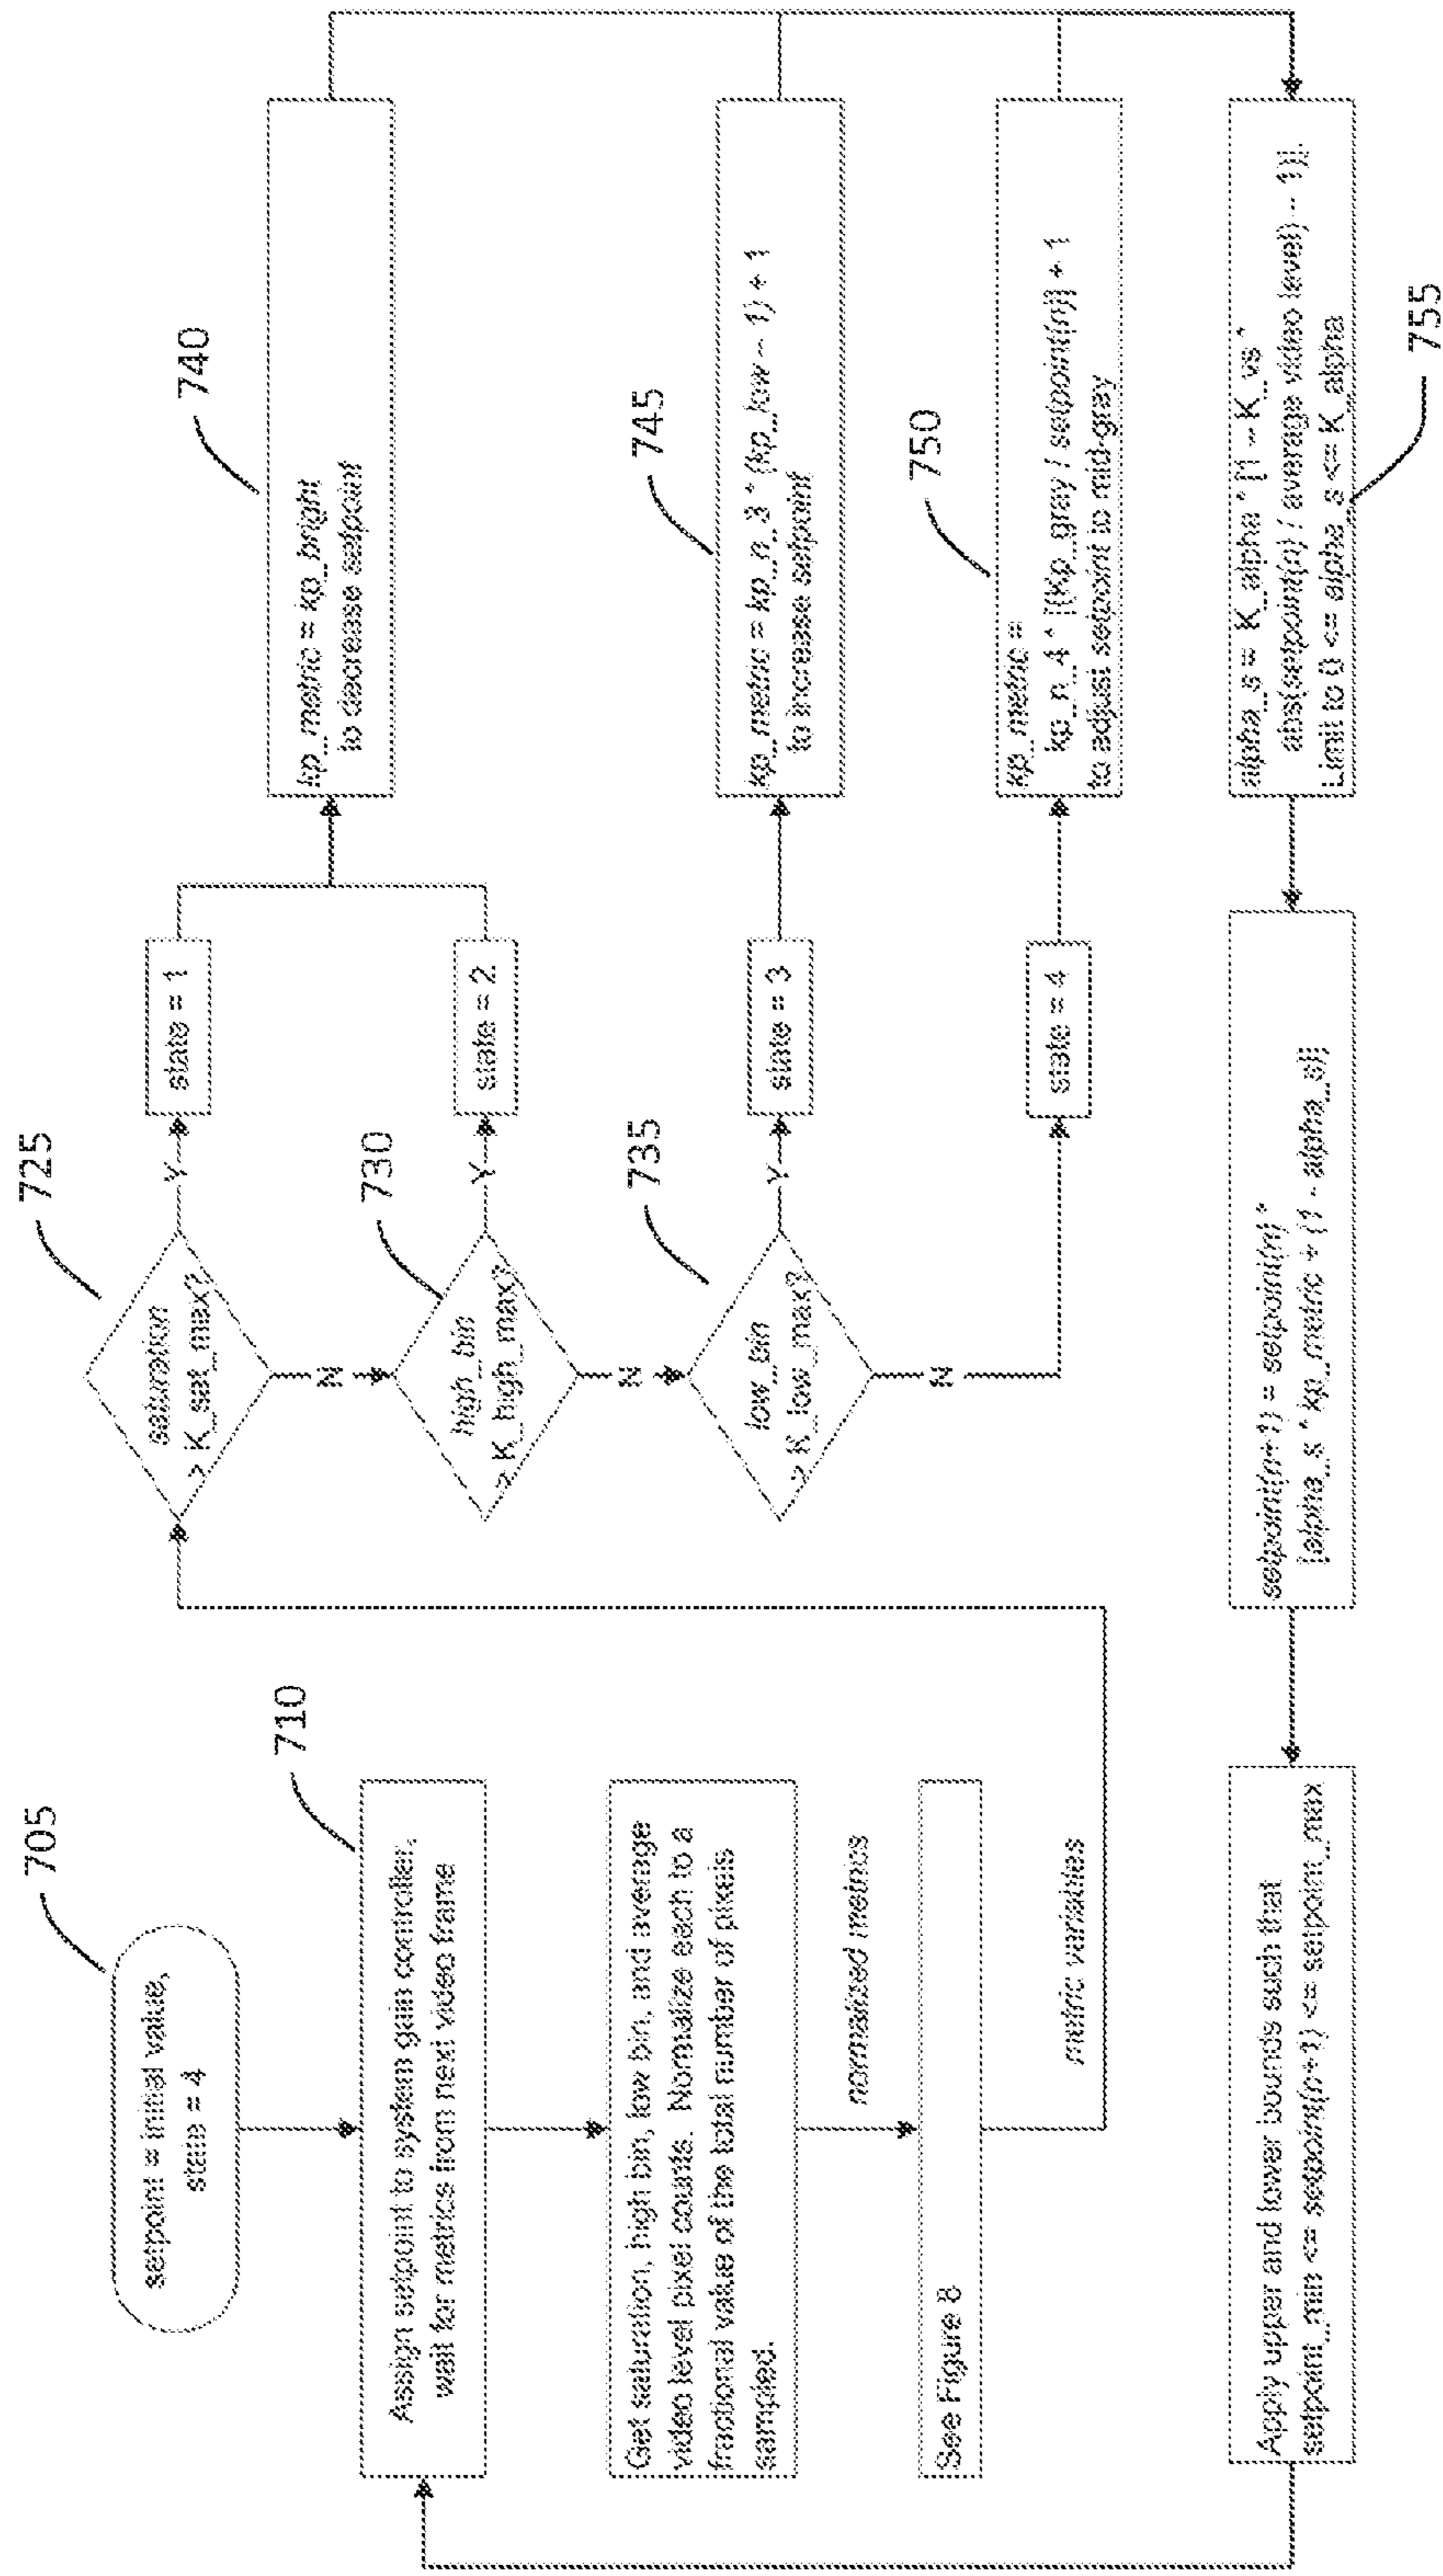 705
setpoint = initial value,
state = 4
710
Assign setpoint to system gain controller,
wait for metrics from next video frame
Get saturation, high bin, low bin, and average
video level pixel counts. Normalize each to a
fractional value of the total number of pixels
sampled.
normalized metrics
See Figure 8
metric variables
725
saturation
> K_sat_max?
Y
state = 1
N
730
high_bin
> K_high_max?
Y
state = 2
N
735
low_bin
> K_low_max?
Y
state = 3
N
state = 4
740
kp_metric = kp_bright
to decrease setpoint
745
kp_metric = kp_n_3 * (kp_low - 1) + 1
to increase setpoint
750
kp_metric =
kp_n_4 * [(Kp_gray / setpoint(n)] + 1
to adjust setpoint to mid-gray
alpha_s = K_alpha * [1 - K_vs *
abs(setpoint(n) / average video level) - 1)].
Limit to 0 <= alpha_s <= K_alpha
755
setpoint(n+1) = setpoint(n) *
[alpha_s * kp_metric + (1 - alpha_s)]
Apply upper and lower bounds such that
setpoint_min <= setpoint(n+1) <= setpoint_max